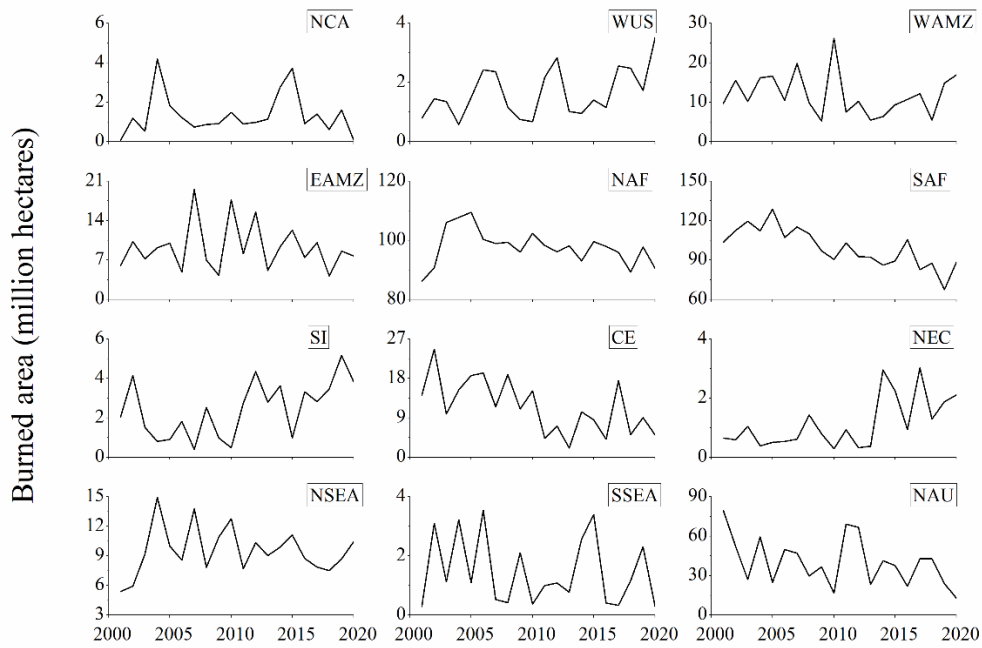 Burned area (million hectares)
6 NCA 4 WUS 30 WAMZ
4 20
2 2 10
0 0 0
21 EAMZ 120 NAF 150 SAF
14 120
7 100 90
0 80 60
6 SI 27 CE 4 NEC
4 18
2 9 2
0 0 0
15 NSEA 4 SSEA 90 NAU
12 60
9 2
6 30
3 0 0
2000 2005 2010 2015 2020 2000 2005 2010 2015 2020 2000 2005 2010 2015 2020